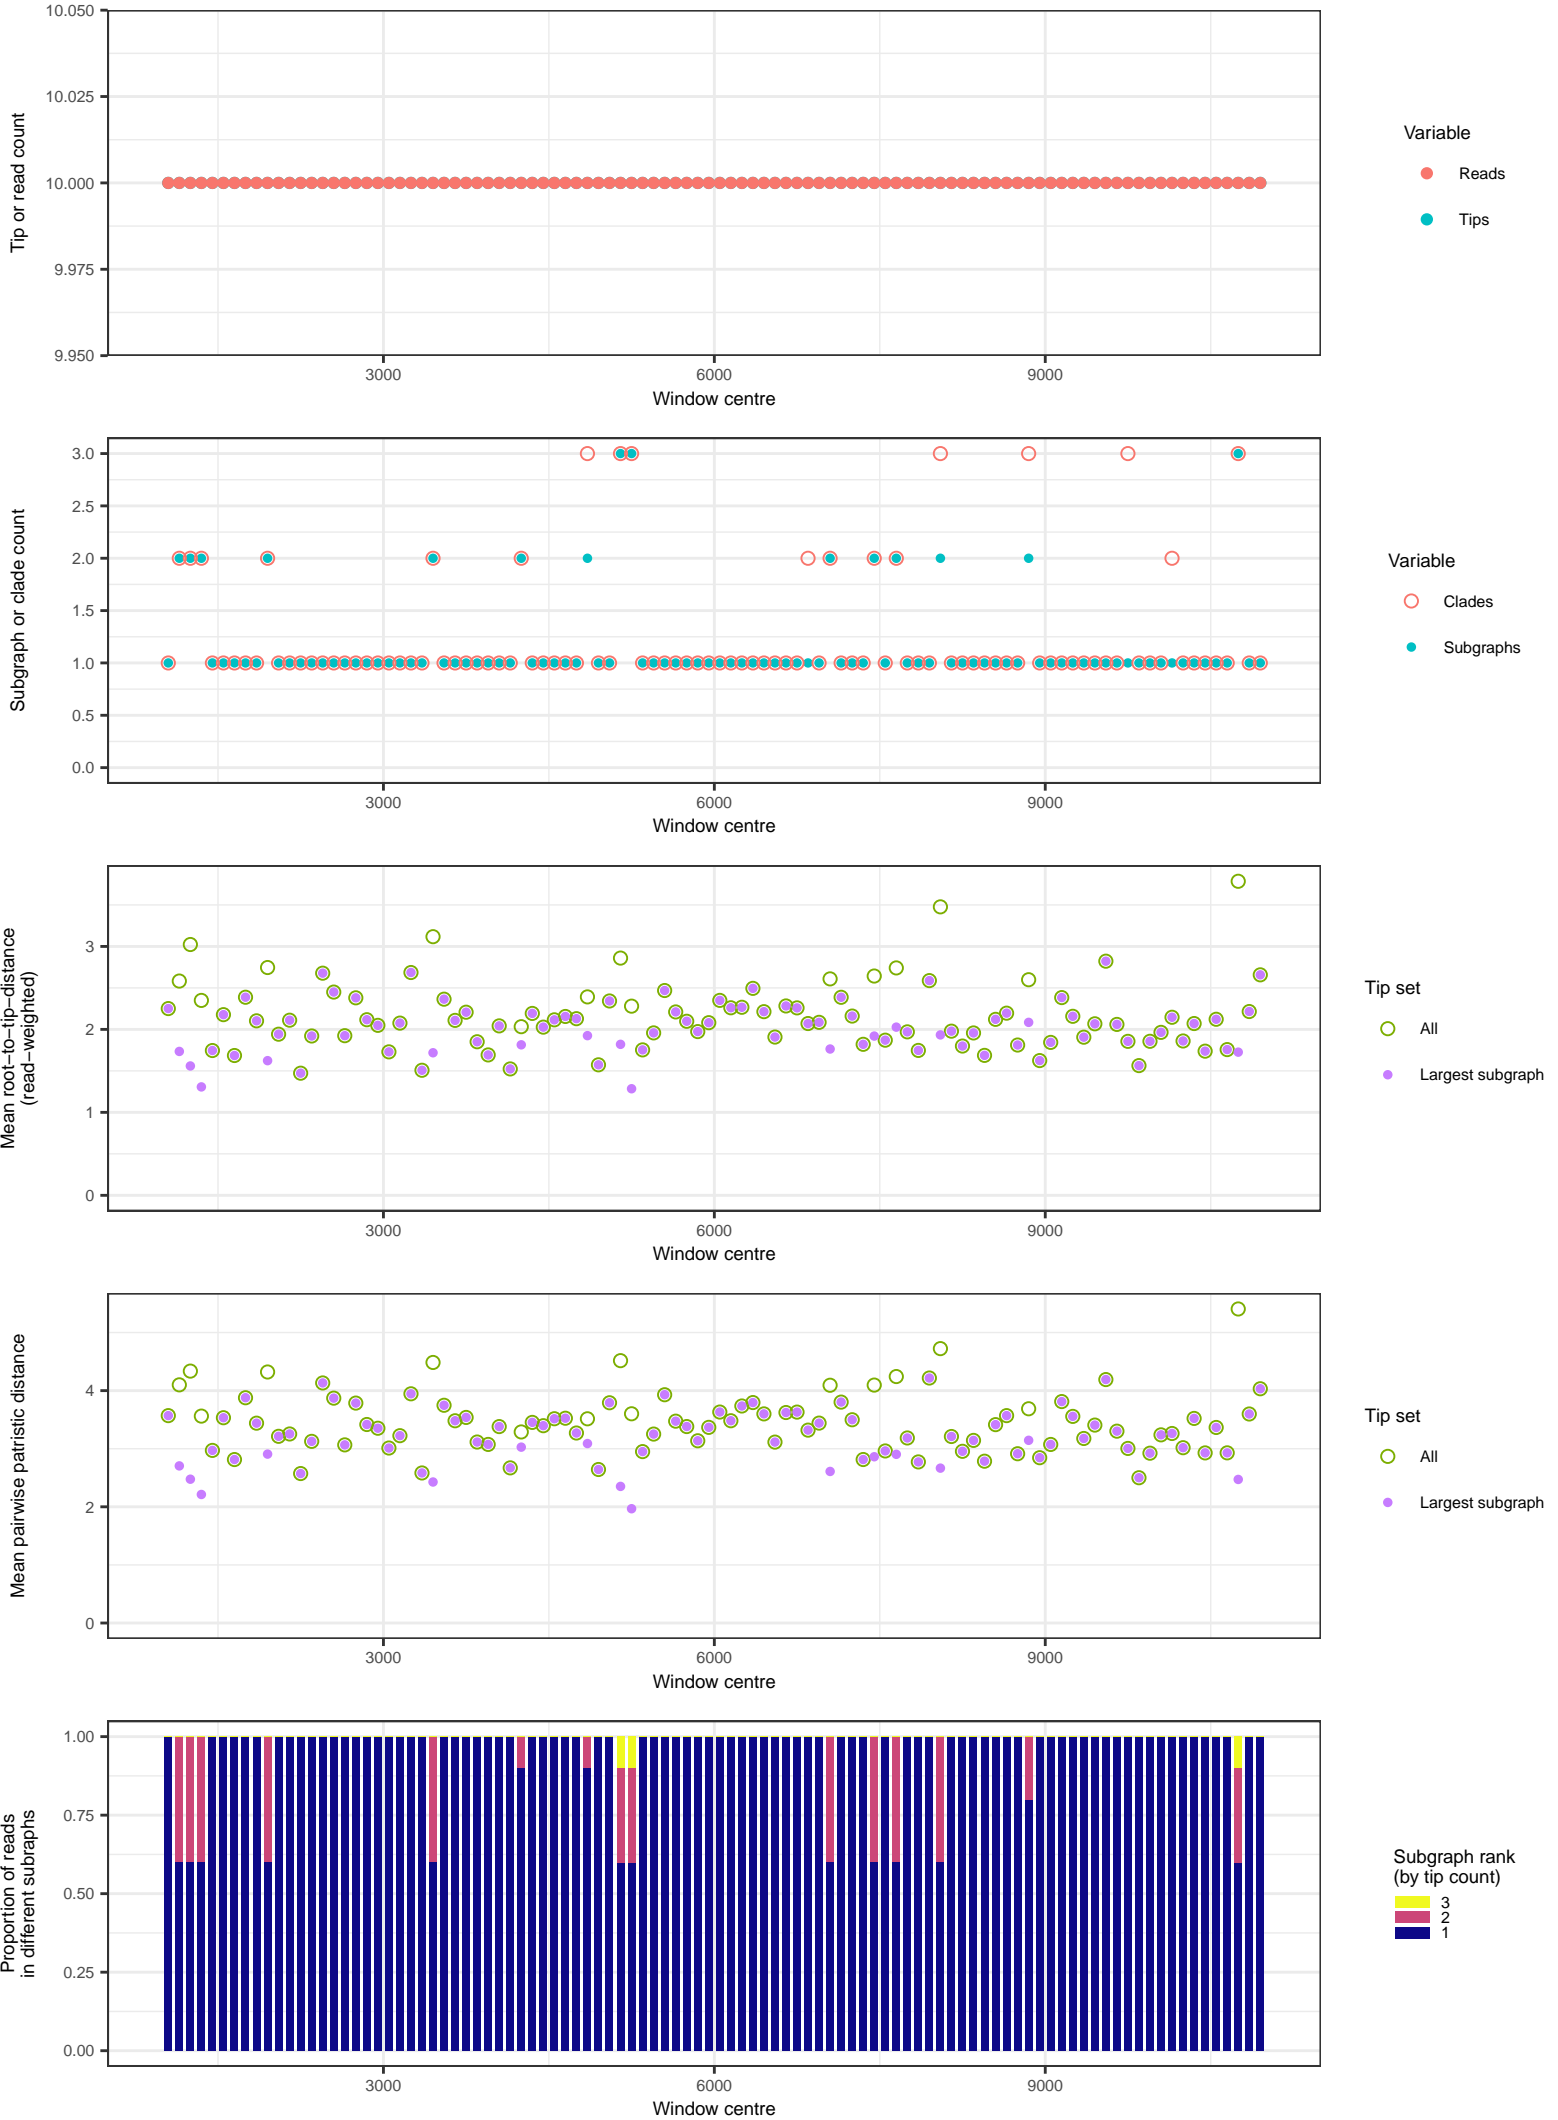 10.050
10.025
10.000
9.975
9.950
Tip or read count
3000 6000 9000
Window centre
Variable
Reads
Tips
3.0
2.5
2.0
1.5
1.0
0.5
0.0
Subgraph or clade count
3000 6000 9000
Window centre
Variable
Clades
Subgraphs
3
2
1
0
Mean root−to−tip−distance
(read−weighted)
3000 6000 9000
Window centre
Tip set
All
Largest subgraph
4
2
0
Mean pairwise patristic distance
3000 6000 9000
Window centre
Tip set
All
Largest subgraph
1.00
0.75
0.50
0.25
0.00
Proportion of reads
in different subraphs
3000 6000 9000
Window centre
Subgraph rank
(by tip count)
3
2
1